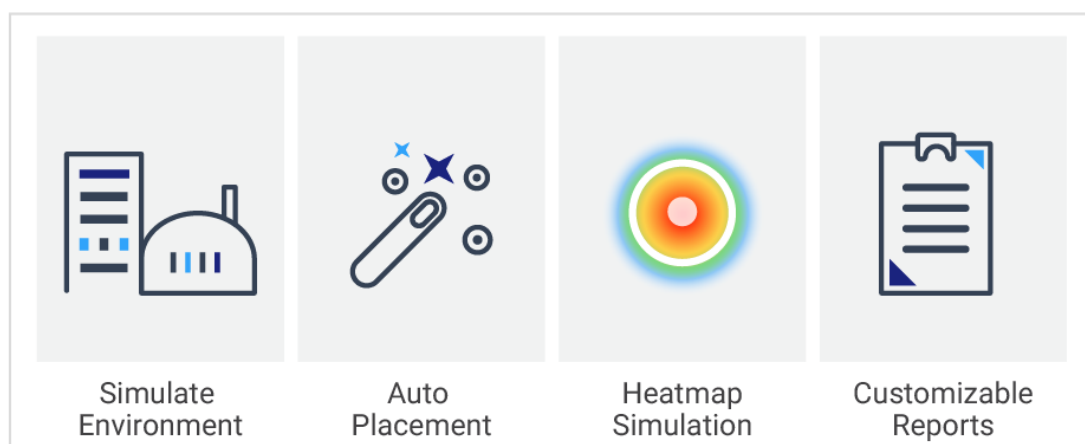 Simulate
Environment
Auto
Placement
Heatmap
Simulation
Customizable
Reports